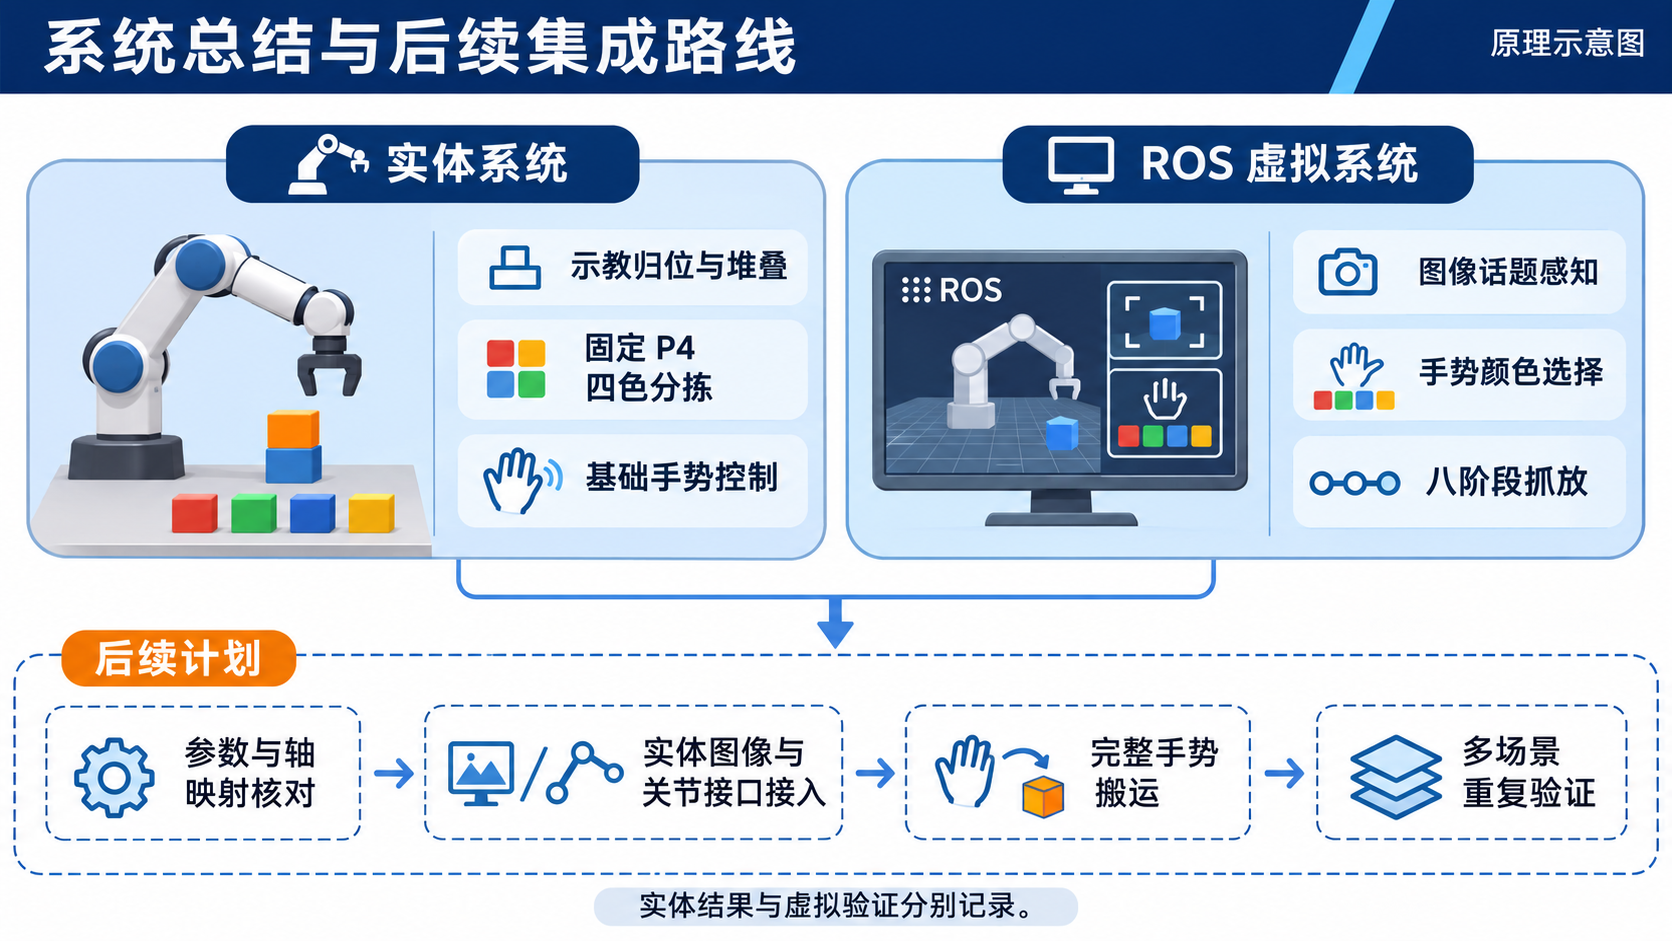 系统总结与后续集成路线
原理示意图
实体系统
示教归位与堆叠
固定 P4
四色分拣
基础手势控制
ROS 虚拟系统
ROS
图像话题感知
手势颜色选择
八阶段抓放
后续计划
参数与轴
映射核对
实体图像与
关节接口接入
完整手势
搬运
多场景
重复验证
实体结果与虚拟验证分别记录。